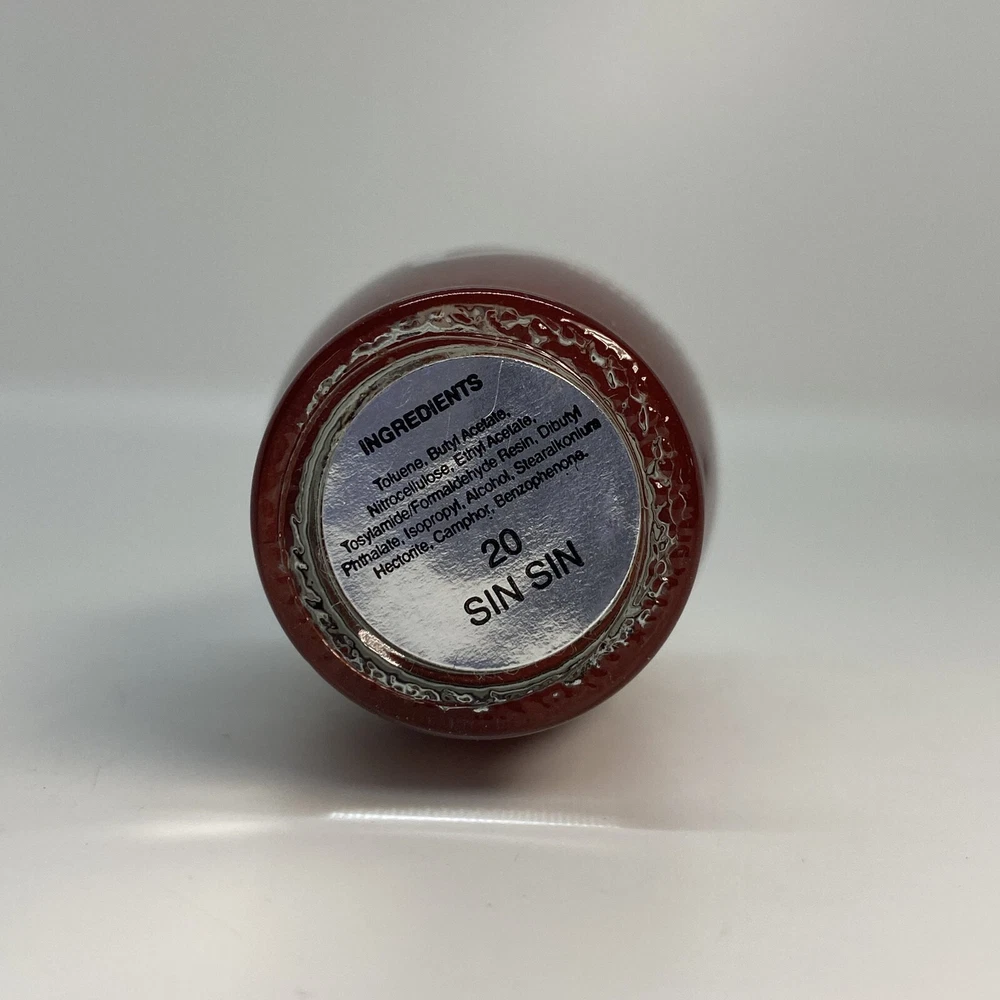 INGREDIENTS
Toluene, Butyl Acetate,
Nitrocellulose, Ethyl Acetate,
Tosylamide/Formaldehyde Resin, Dibutyl
Phthalate, Isopropyl, Alcohol, Stearalkonium
Hectorite, Camphor, Benzophenone.
20
SIN SIN